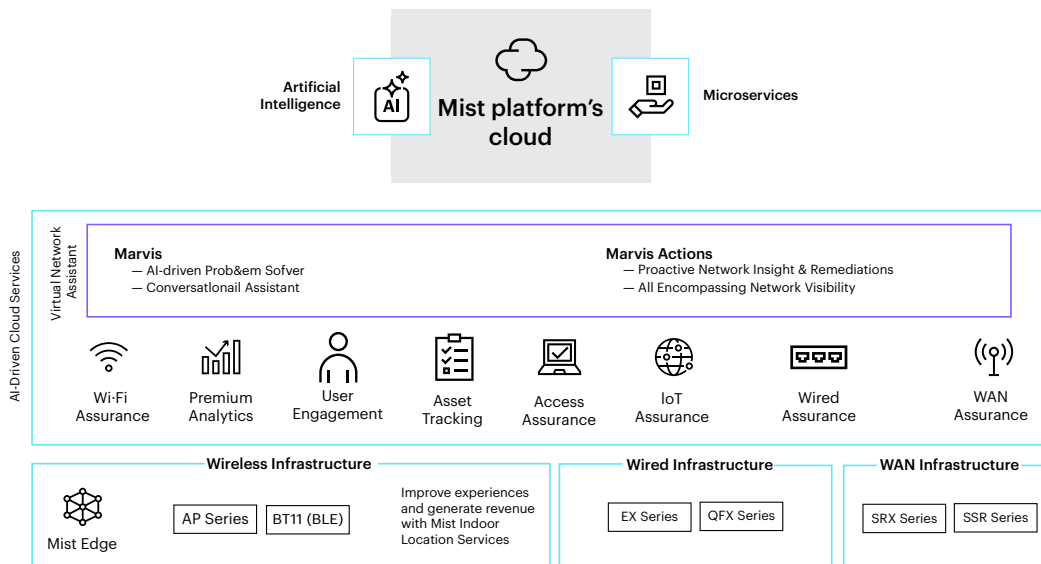 Artificial
Intelligence
AI
Mist platform's
cloud
Microservices
AI-Driven Cloud Services
Virtual Network
Assistant
Marvis
— AI-driven Prob&em Sofver
— Conversatlonail Assistant
Marvis Actions
— Proactive Network Insight & Remediations
— All Encompassing Network Visibility
Wi-Fi
Assurance
Premium
Analytics
User
Engagement
Asset
Tracking
Access
Assurance
IoT
Assurance
Wired
Assurance
WAN
Assurance
Wireless Infrastructure
Mist Edge
AP Series
BT11 (BLE)
Improve experiences
and generate revenue
with Mist Indoor
Location Services
Wired Infrastructure
EX Series
QFX Series
WAN Infrastructure
SRX Series
SSR Series